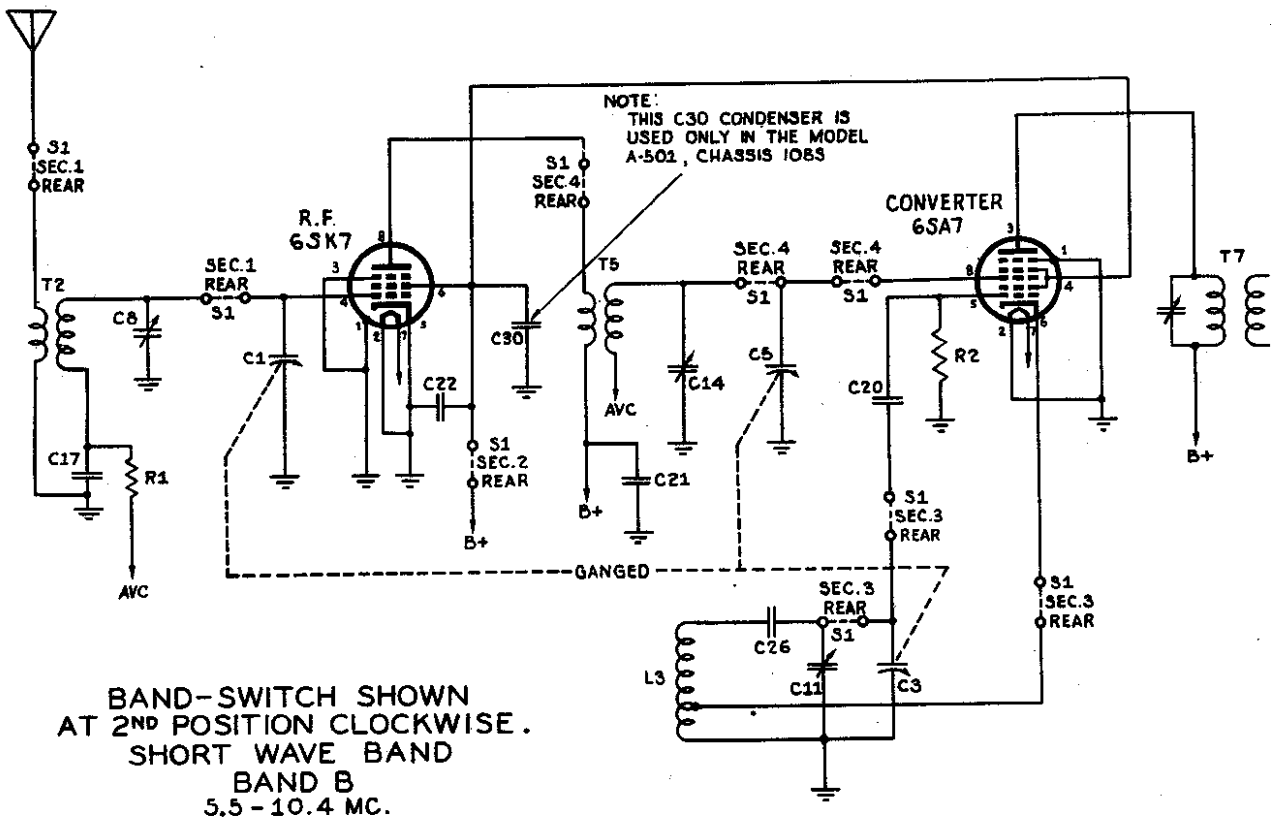 NOTE:
THIS C30 CONDENSER IS
USED ONLY IN THE MODEL
A-502, CHASSIS 108S
S1
SEC.1
REAR
R.F.
6SK7
8
3
4
6
1
2
7
5
S1
SEC.4
REAR
CONVERTER
6SA7
3
1
8
4
5
2
7
6
T2
C8
SEC.1
REAR
S1
C1
C22
C30
T5
SEC.4
REAR
S1
SEC.4
REAR
S1
T7
C14
C5
R2
C20
AVC
C17
R1
AVC
S1
SEC.2
REAR
B+
B+
C21
B+
S1
SEC.3
REAR
GANGED
SEC.3
REAR
S1
S1
SEC.3
REAR
C26
L3
C11
C3
BAND-SWITCH SHOWN
AT 2ND POSITION CLOCKWISE.
SHORT WAVE BAND
BAND B
5.5-10.4 MC.